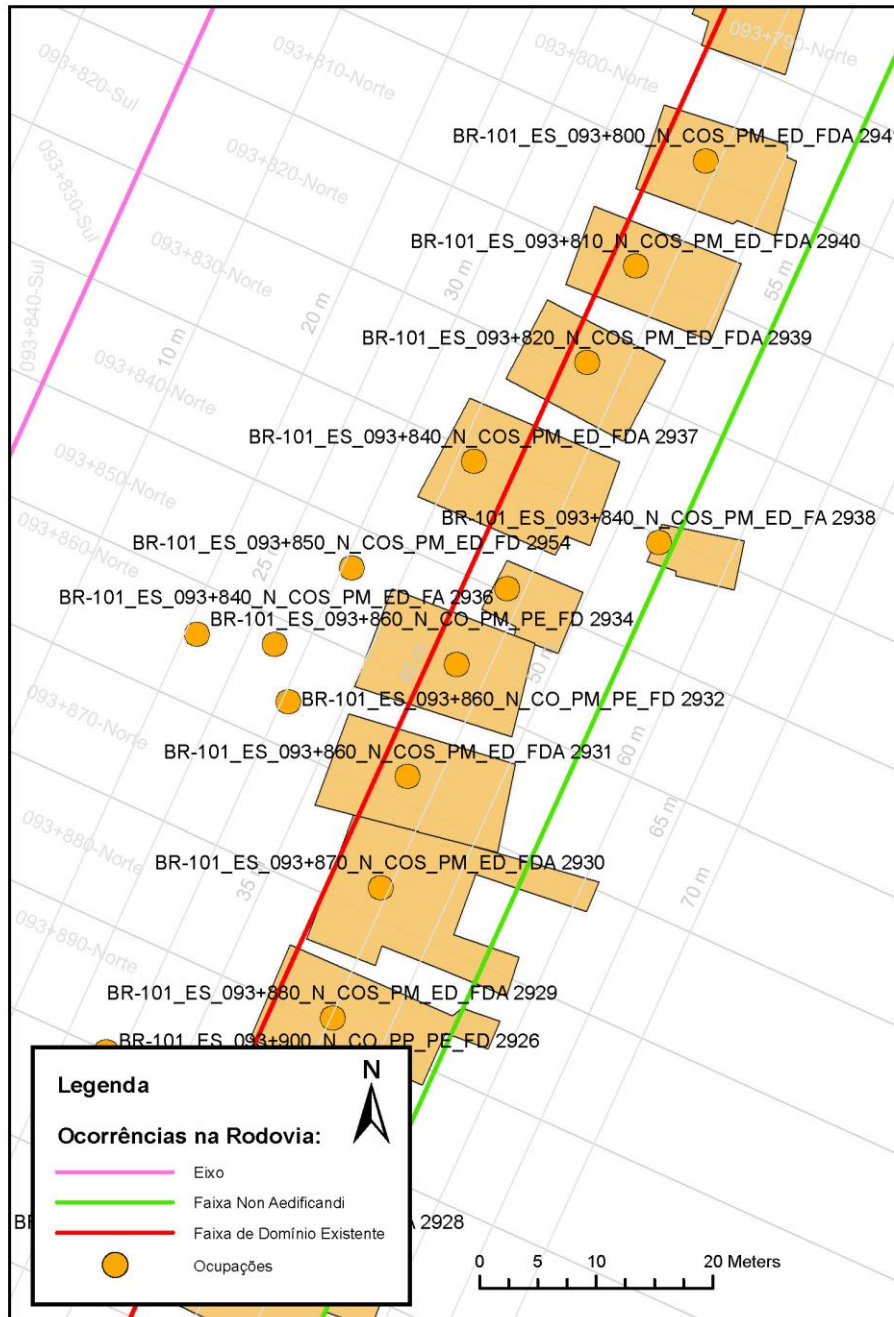 093+790-Norte
093+820-Sul
093+810-Norte
093+800-Norte
BR-101_ES_093+800_N_COS_PM_ED_FDA 294
093+830-Sul
093+820-Norte
BR-101_ES_093+810_N_COS_PM_ED_FDA 2940
093+830-Norte
30 m
55 m
093+840-Sul
20 m
10 m
BR-101_ES_093+820_N_COS_PM_ED_FDA 2939
093+840-Norte
BR-101_ES_093+840_N_COS_PM_ED_FDA 2937
093+850-Norte
BR-101_ES_093+840_N_COS_PM_ED_FA 2938
093+860-Norte
BR-101_ES_093+850_N_COS_PM_ED_FD 2954
25 m
BR-101_ES_093+840_N_COS_PM_ED_FA 2936
BR-101_ES_093+860_N_CO_PM_PE_FD 2934
40 m
50 m
093+870-Norte
BR-101_ES_093+860_N_CO_PM_PE_FD 2932
60 m
BR-101_ES_093+860_N_COS_PM_ED_FDA 2931
65 m
093+880-Norte
BR-101_ES_093+870_N_COS_PM_ED_FDA 2930
35 m
70 m
093+890-Norte
BR-101_ES_093+880_N_COS_PM_ED_FDA 2929
BR-101_ES_093+900_N_CO_PP_PE_FD 2926
Legenda
N
Ocorrências na Rodovia:
Eixo
Faixa Non Aedificandi
Faixa de Domínio Existente
Ocupações
2928
0 5 10 20 Meters